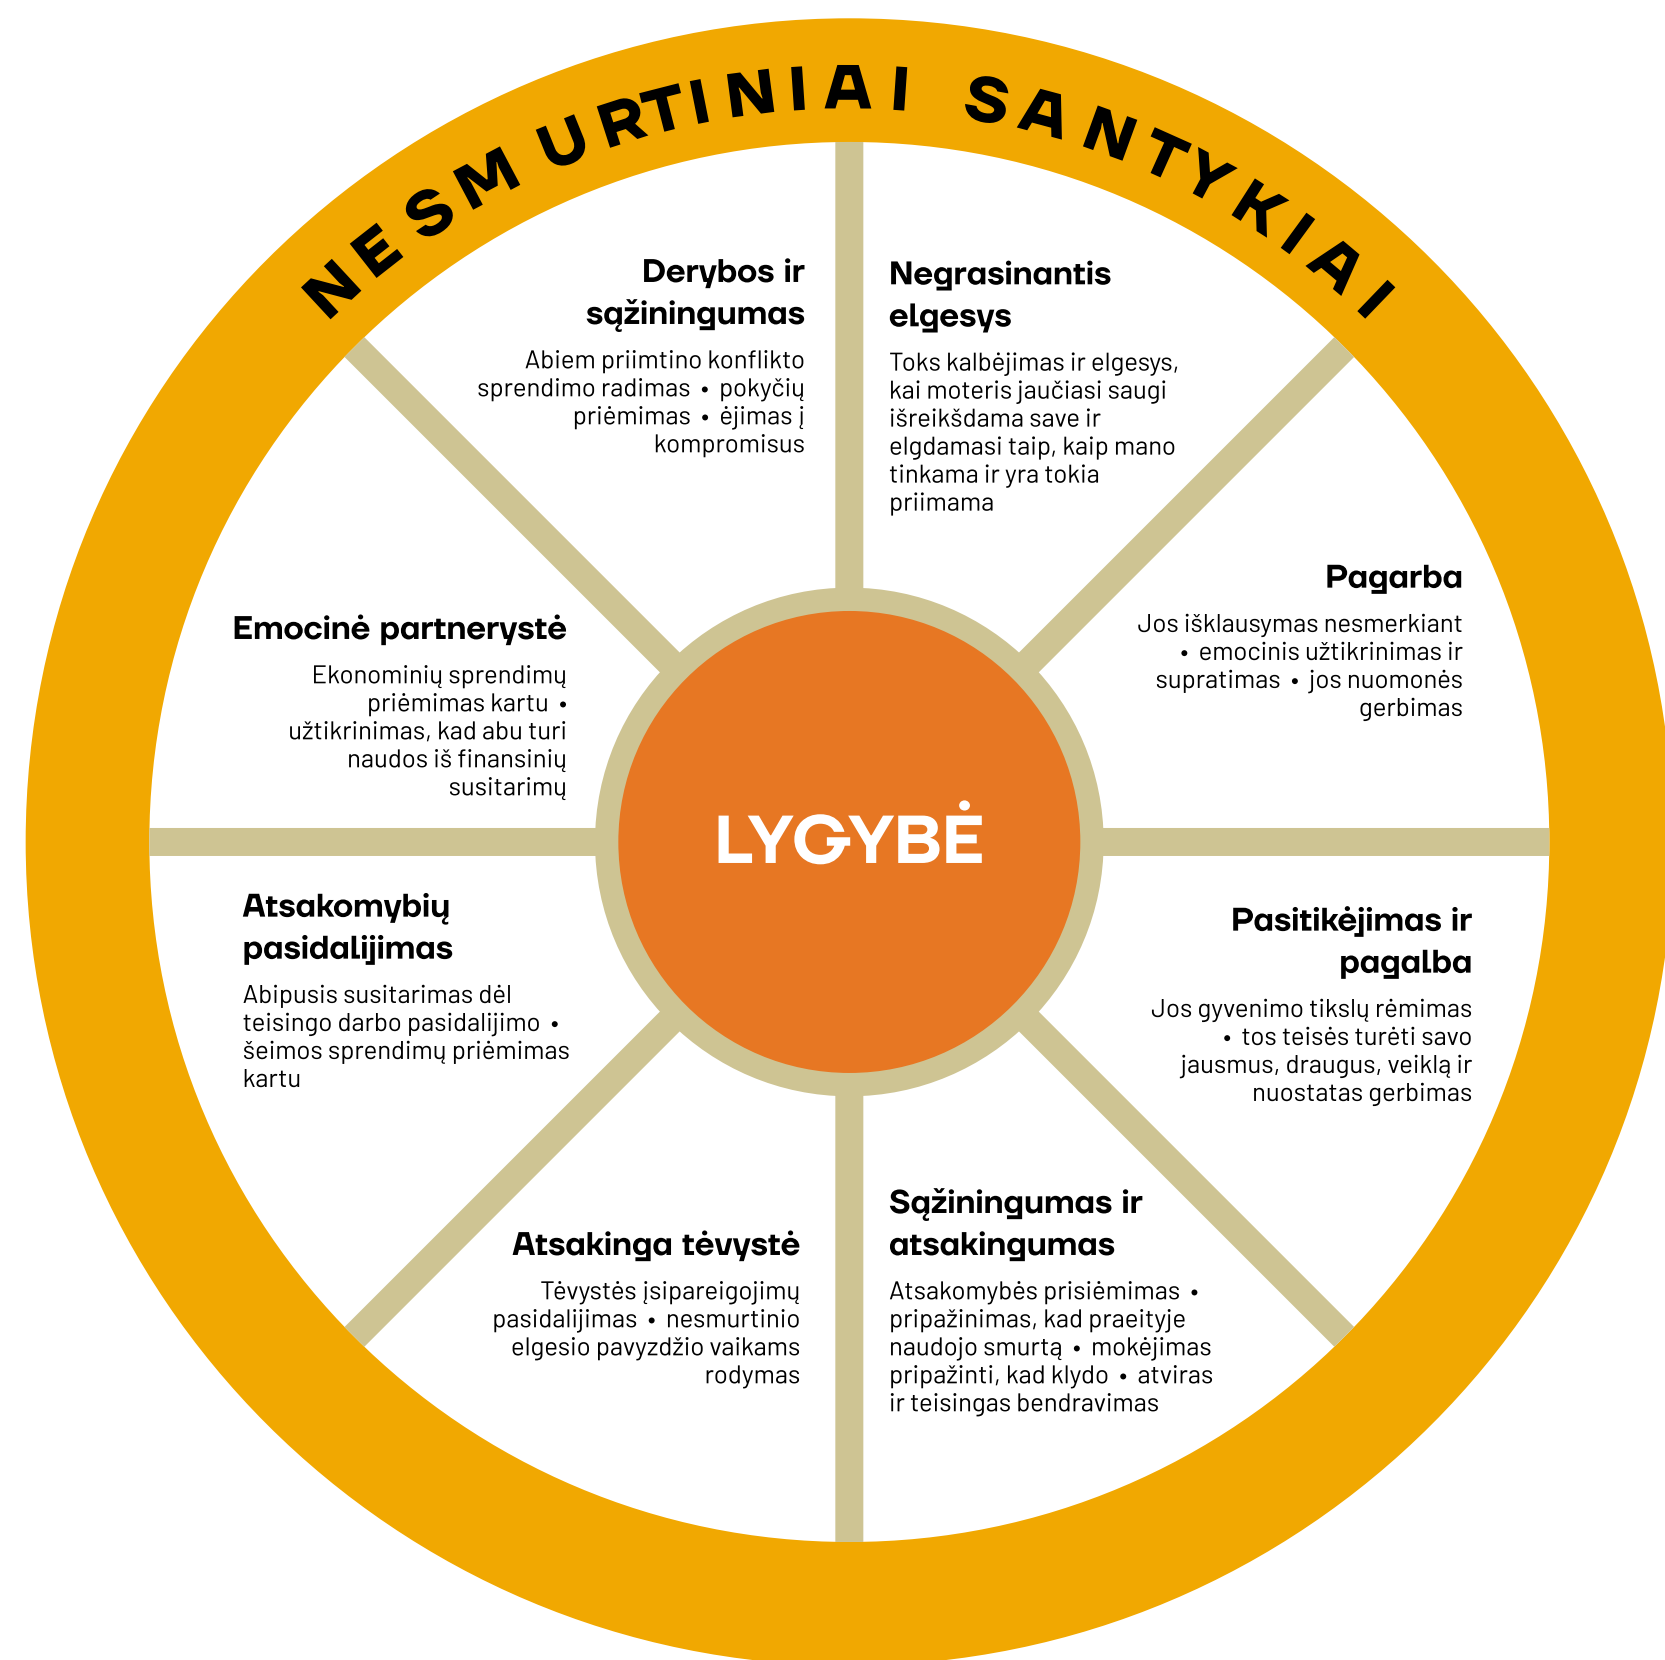 NESMURTINIAI SANTYKIAI
Derybos ir
sąžiningumas
Abiem priimtino konflikto
sprendimo radimas • pokyčių
priėmimas • ėjimas į
kompromisus
Negrasinantis
elgesys
Toks kalbėjimas ir elgesys,
kai moteris jaučiasi saugi
išreikšdama save ir
elgdamasi taip, kaip mano
tinkama ir yra tokia
priimama
Pagarba
Jos išklausymas nesmerkiant
• emocinis užtikrinimas ir
supratimas • jos nuomonės
gerbimas
Emocinė partnerystė
Ekonominių sprendimų
priėmimas kartu •
užtikrinimas, kad abu turi
naudos iš finansinių
susitarimų
LYGYBĖ
Atsakomybių
pasidalijimas
Abipusis susitarimas dėl
teisingo darbo pasidalijimo •
šeimos sprendimų priėmimas
kartu
Pasitikėjimas ir
pagalba
Jos gyvenimo tikslų rėmimas
• tos teisės turėti savo
jausmus, draugus, veiklą ir
nuostatas gerbimas
Atsakinga tėvystė
Tėvystės įsipareigojimų
pasidalijimas • nesmurtinio
elgesio pavyzdžio vaikams
rodymas
Sąžiningumas ir
atsakingumas
Atsakomybės prisiėmimas •
pripažinimas, kad praeityje
naudojo smurtą • mokėjimas
pripažinti, kad klydo • atviras
ir teisingas bendravimas